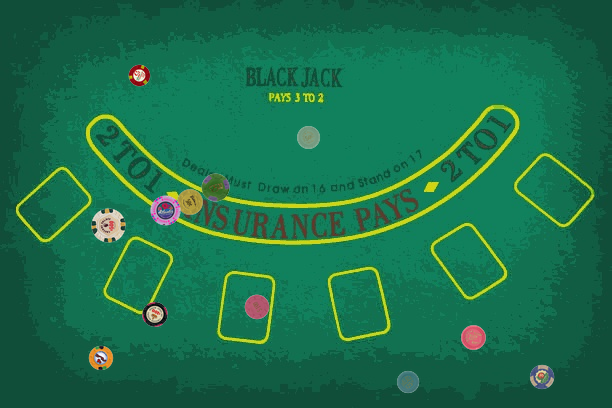 BLACK JACK
PAYS 3 TO 2
Dealer Must Draw on 16 and Stand on 17
2 TO 1
INSURANCE PAYS
2 TO 1